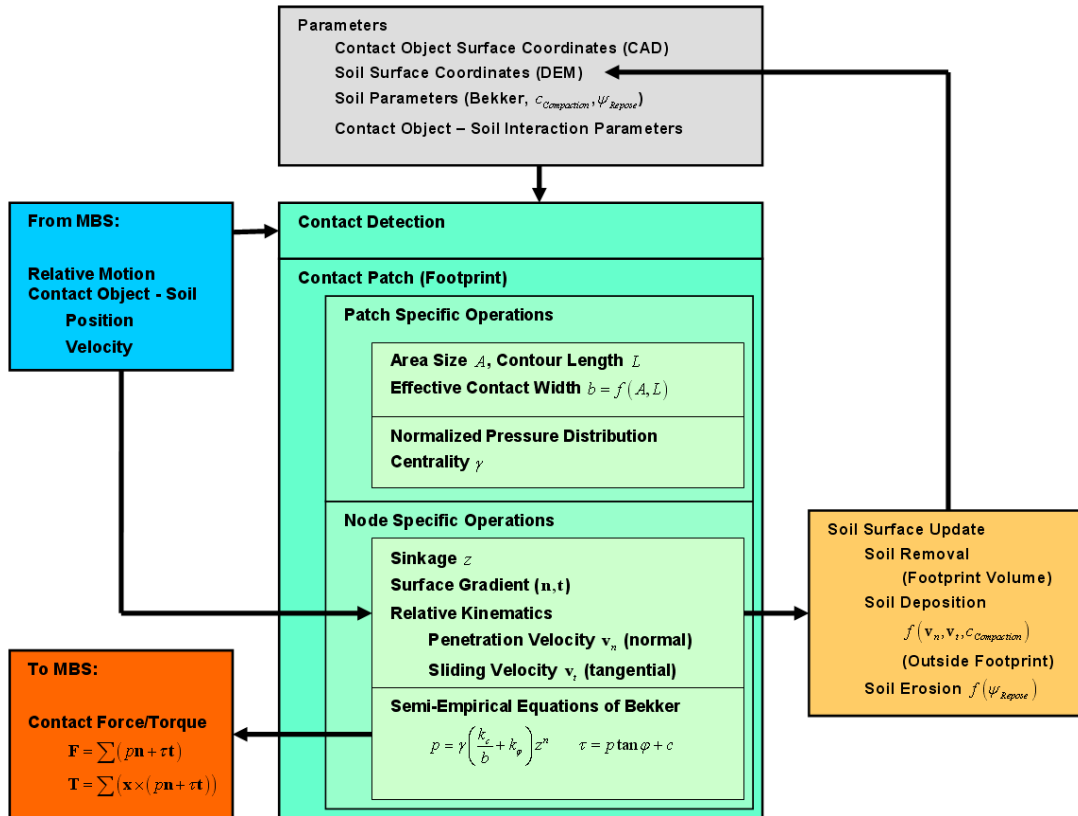 Parameters
Contact Object Surface Coordinates (CAD)
Soil Surface Coordinates (DEM)
Soil Parameters (Bekker, c_Compaction, ψ_Repose)
Contact Object – Soil Interaction Parameters
From MBS:
Relative Motion
Contact Object - Soil
Position
Velocity
Contact Detection
Contact Patch (Footprint)
Patch Specific Operations
Area Size A, Contour Length L
Effective Contact Width b = f(A, L)
Normalized Pressure Distribution
Centrality γ
Node Specific Operations
Sinkage z
Surface Gradient (n, t)
Relative Kinematics
Penetration Velocity v_n (normal)
Sliding Velocity v_t (tangential)
Semi-Empirical Equations of Bekker
p = γ(k_c/b + k_φ)z^n τ = p tan φ + c
Soil Surface Update
Soil Removal
(Footprint Volume)
Soil Deposition
f(v_n, v_t, c_Compaction)
(Outside Footprint)
Soil Erosion f(ψ_Repose)
To MBS:
Contact Force/Torque
F = ∑(pn + τt)
T = ∑(x×(pn + τt))